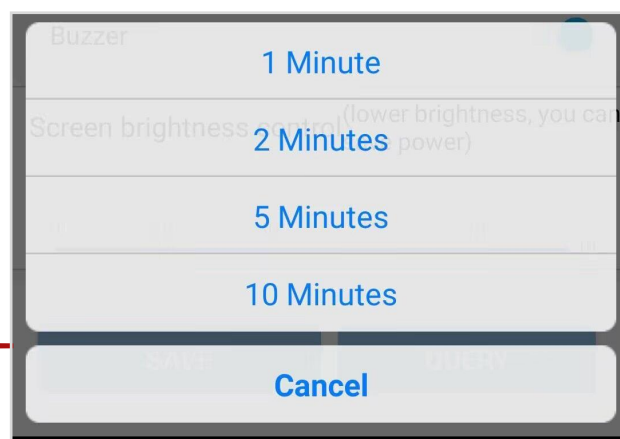 Buzzer
1 Minute
Screen brightness control (lower brightness, you can
2 Minutes power)
5 Minutes
10 Minutes
SAVE QUERY
Cancel